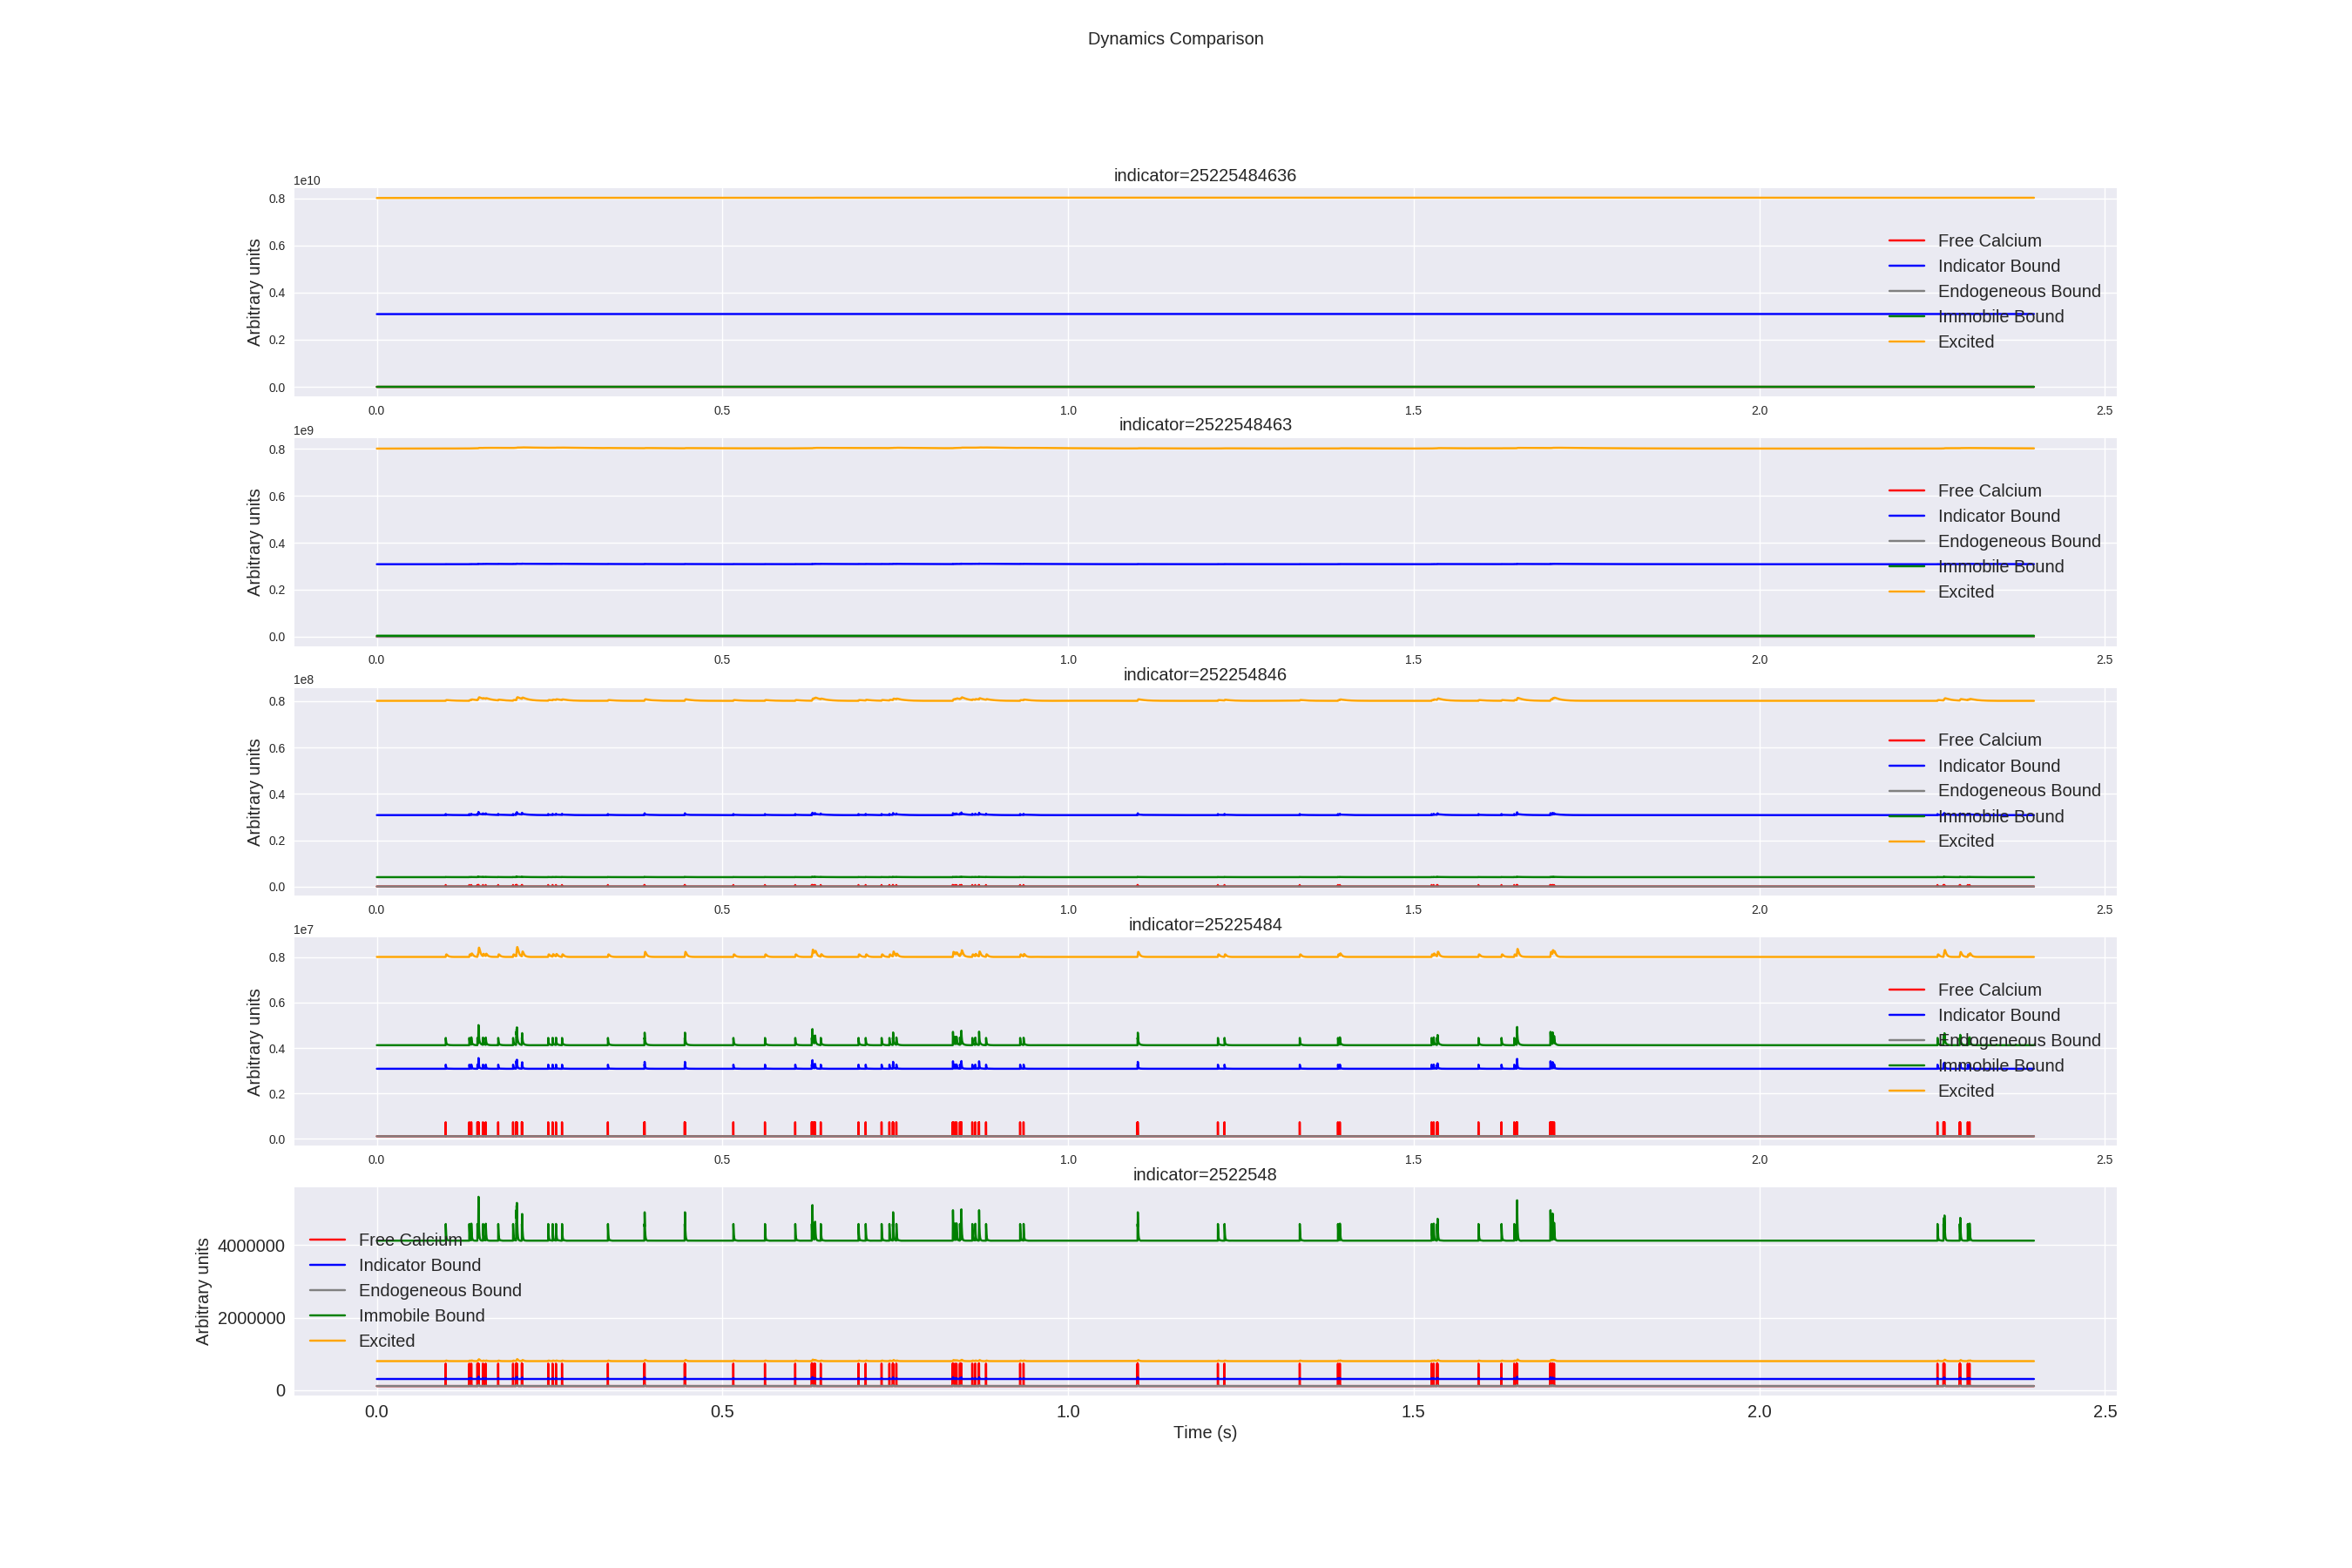 Dynamics Comparison
indicator=25225484636
1e10
0.8
0.6
0.4
0.2
0.0
Arbitrary units
Free Calcium
Indicator Bound
Endogeneous Bound
Immobile Bound
Excited
0.0 0.5 1.0 1.5 2.0 2.5
indicator=2522548463
1e9
0.8
0.6
0.4
0.2
0.0
Arbitrary units
Free Calcium
Indicator Bound
Endogeneous Bound
Immobile Bound
Excited
0.0 0.5 1.0 1.5 2.0 2.5
indicator=252254846
1e8
0.8
0.6
0.4
0.2
0.0
Arbitrary units
Free Calcium
Indicator Bound
Endogeneous Bound
Immobile Bound
Excited
0.0 0.5 1.0 1.5 2.0 2.5
indicator=25225484
1e7
0.8
0.6
0.4
0.2
0.0
Arbitrary units
Free Calcium
Indicator Bound
Endogeneous Bound
Immobile Bound
Excited
0.0 0.5 1.0 1.5 2.0 2.5
indicator=2522548
4000000
2000000
0
Arbitrary units
Free Calcium
Indicator Bound
Endogeneous Bound
Immobile Bound
Excited
0.0 0.5 1.0 1.5 2.0 2.5
Time (s)